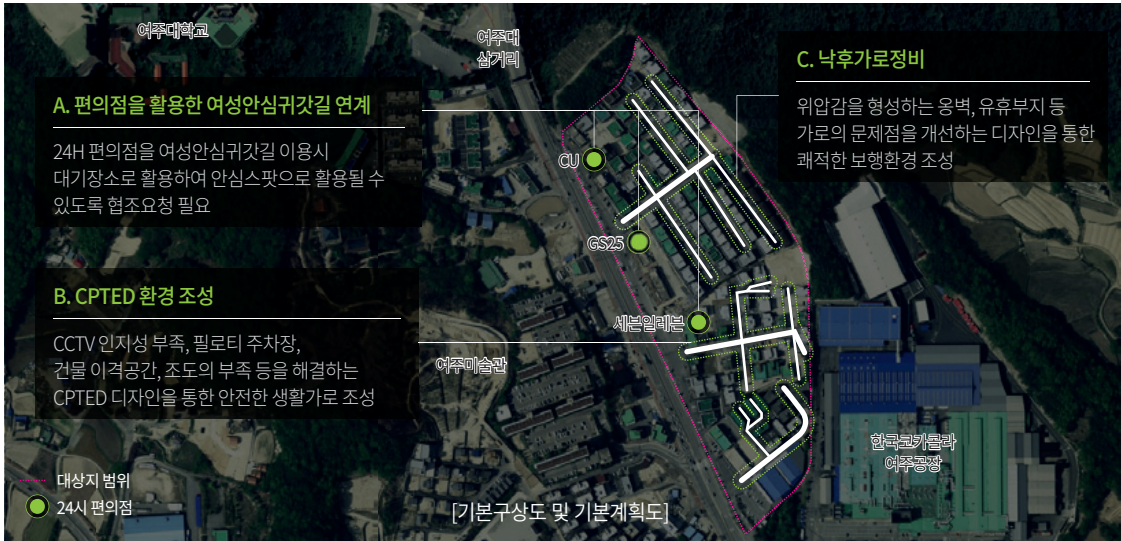 여주대학교
여주대
삼거리
A. 편의점을 활용한 여성안심귀갓길 연계
24H 편의점을 여성안심귀갓길 이용시
대기장소로 활용하여 안심스팟으로 활용될 수
있도록 협조요청 필요
C. 낙후가로정비
위압감을 형성하는 옹벽, 유휴부지 등
가로의 문제점을 개선하는 디자인을 통한
쾌적한 보행환경 조성
CU
GS25
세븐일레븐
B. CPTED 환경 조성
CCTV 인지성 부족, 필로티 주차장,
건물 이격공간, 조도의 부족 등을 해결하는
CPTED 디자인을 통한 안전한 생활가로 조성
여주미술관
한국코카콜라
여주공장
대상지 범위
24시 편의점
[기본구상도 및 기본계획도]